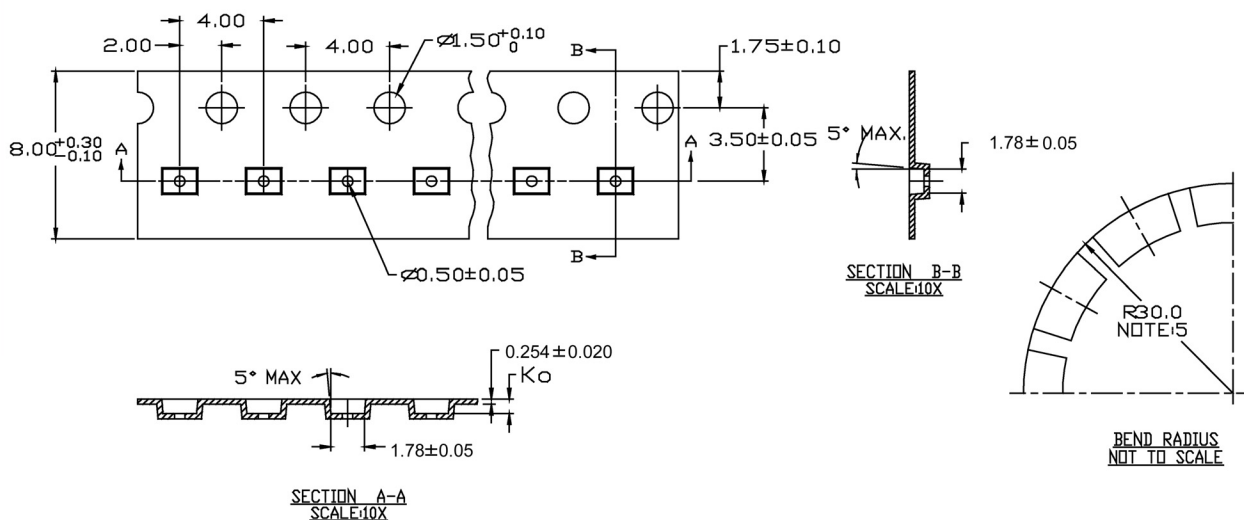 4.00
2.00
4.00
⌀1.50 +0.10 0
B
1.75±0.10
8.00 +0.30 -0.10
A
A
3.50±0.05
5° MAX.
1.78±0.05
B
⌀0.50±0.05
SECTION B-B
SCALE:10X
R30.0
NOTE:5
0.254±0.020
5° MAX
Ko
1.78±0.05
BEND RADIUS
NOT TO SCALE
SECTION A-A
SCALE:10X